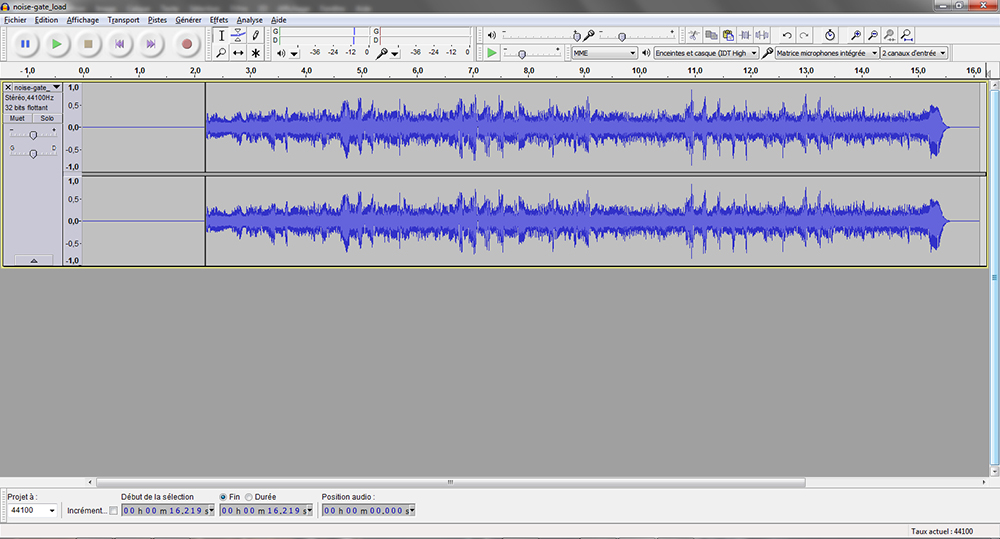 noise-gate_load
Fichier Edition Affichage Transport Pistes Générer Effets Analyse Aide
G
D
-36 -24 -12 0
G
D
-36 -24 -12 0
MME Enceintes et casque (IDT High Matrice microphones intégrée 2 canaux d'entrée
-1,0 0,0 1,0 2,0 3,0 4,0 5,0 6,0 7,0 8,0 9,0 10,0 11,0 12,0 13,0 14,0 15,0 16,0
noise-gate_
Stéréo,44100Hz
32 bits flottant
Muet Solo
- +
G D
1,0
0,5-
0,0-
-0,5-
-1,0
1,0
0,5-
0,0-
-0,5-
-1,0
Projet à : Début de la sélection Fin Durée Position audio :
44100 Incrément... 00 h 00 m 16,219 s 00 h 00 m 16,219 s 00 h 00 m 00,000 s
Taux actuel : 44100